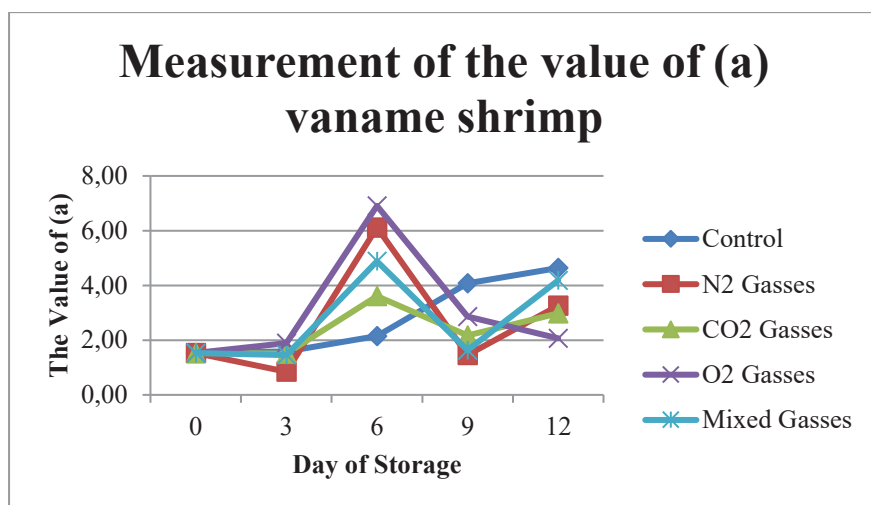 Measurement of the value of (a)
vaname shrimp
The Value of (a)
8,00
6,00
4,00
2,00
0,00
0 3 6 9 12
Day of Storage
Control
N2 Gasses
CO2 Gasses
O2 Gasses
Mixed Gasses